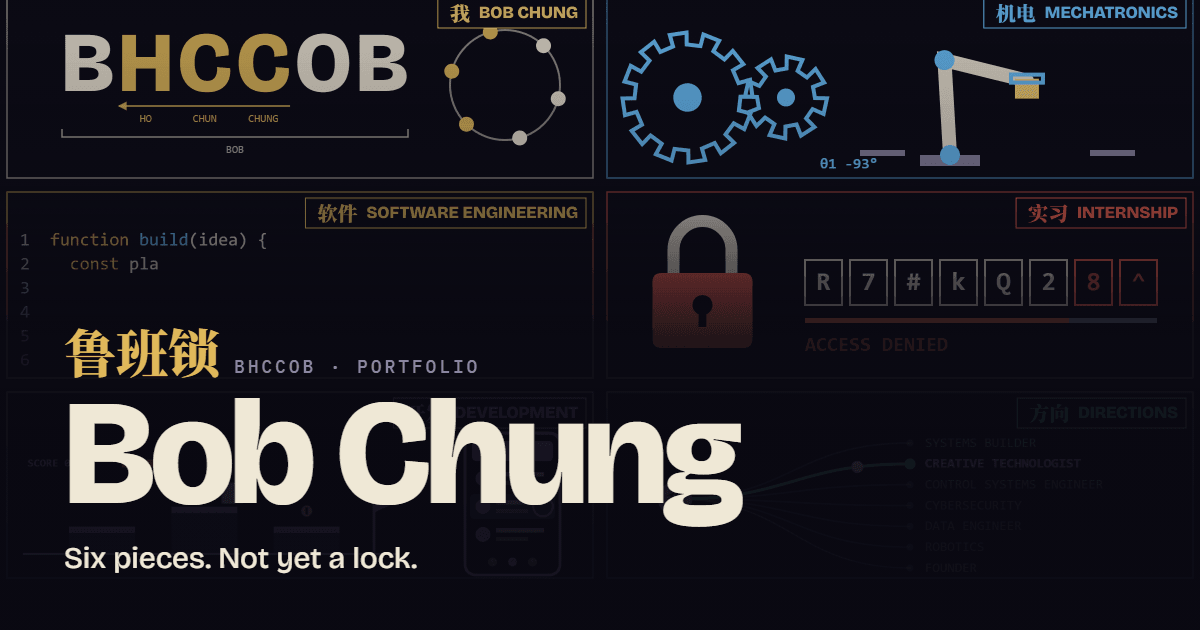 我 BOB CHUNG
BHCCOB
HO CHUN CHUNG
BOB
机电 MECHATRONICS
θ1 -93°
软件 SOFTWARE ENGINEERING
1 function build(idea) {
2 const pla
3
4
5
6
实习 INTERNSHIP
R 7 # k Q 2 8 ^
ACCESS DENIED
鲁班锁 BHCCOB · PORTFOLIO
Bob Chung
Six pieces. Not yet a lock.
DEVELOPMENT
SCORE
方向 DIRECTIONS
SYSTEMS BUILDER
CREATIVE TECHNOLOGIST
CONTROL SYSTEMS ENGINEER
CYBERSECURITY
DATA ENGINEER
ROBOTICS
FOUNDER